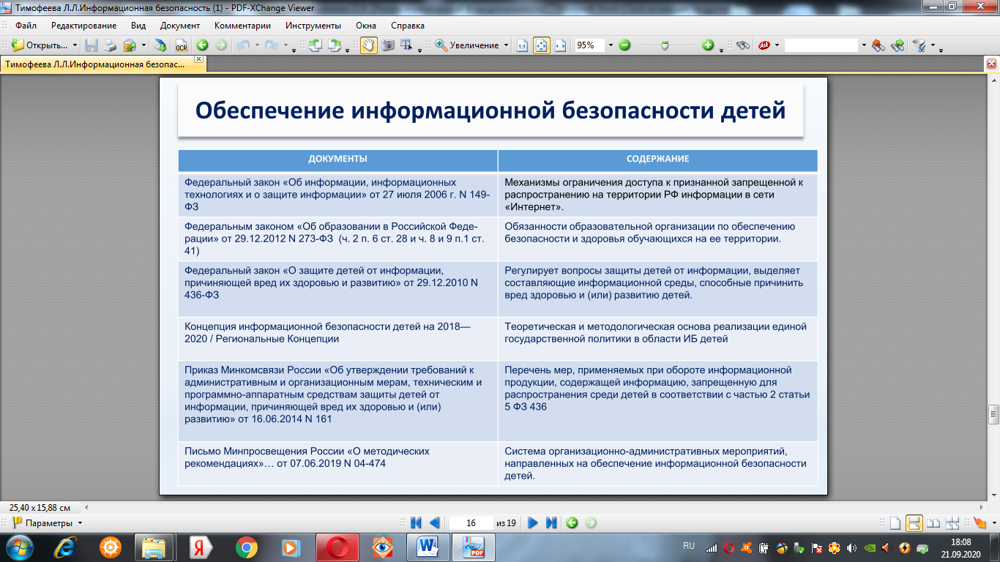 Тимофеева Л.Л.Информационная безопасность (1) - PDF-XChange Viewer
Файл Редактирование Вид Документ Комментарии Инструменты Окна Справка
Открыть... OCR Увеличение 95% Ask
Тимофеева Л.Л.Информационная безопас...
Обеспечение информационной безопасности детей
ДОКУМЕНТЫ
СОДЕРЖАНИЕ
Федеральный закон «Об информации, информационных
технологиях и о защите информации» от 27 июля 2006 г. N 149-
ФЗ
Механизмы ограничения доступа к признанной запрещенной к
распространению на территории РФ информации в сети
«Интернет».
Федеральным законом «Об образовании в Российской Феде-
рации» от 29.12.2012 N 273-ФЗ (ч. 2 п. 6 ст. 28 и ч. 8 и 9 п.1 ст.
41)
Обязанности образовательной организации по обеспечению
безопасности и здоровья обучающихся на ее территории.
Федеральный закон «О защите детей от информации,
причиняющей вред их здоровью и развитию» от 29.12.2010 N
436-ФЗ
Регулирует вопросы защиты детей от информации, выделяет
составляющие информационной среды, способные причинить
вред здоровью и (или) развитию детей.
Концепция информационной безопасности детей на 2018—
2020 / Региональные Концепции
Теоретическая и методологическая основа реализации единой
государственной политики в области ИБ детей
Приказ Минкомсвязи России «Об утверждении требований к
административным и организационным мерам, техническим и
программно-аппаратным средствам защиты детей от
информации, причиняющей вред их здоровью и (или)
развитию» от 16.06.2014 N 161
Перечень мер, применяемых при обороте информационной
продукции, содержащей информацию, запрещенную для
распространения среди детей в соответствии с частью 2 статьи
5 ФЗ 436
Письмо Минпросвещения России «О методических
рекомендациях»… от 07.06.2019 N 04-474
Система организационно-административных мероприятий,
направленных на обеспечение информационной безопасности
детей.
25,40 x 15,88 см
Параметры 16 из 19
RU 18:08
21.09.2020